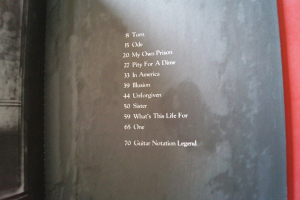 8 Torn
15 Ode
20 My Own Prison
27 Pity For A Dime
33 In America
39 Illusion
44 Unforgiven
50 Sister
59 What's This Life For
65 One
70 Guitar Notation Legend